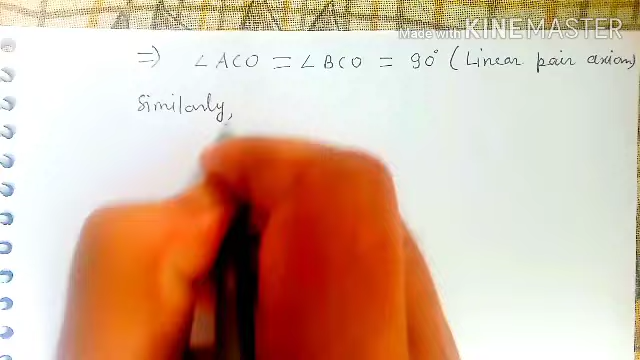 Made with KINEMASTER
=> ∠ACO = ∠BCO = 90° (Linear pair axiom)
Similarly,